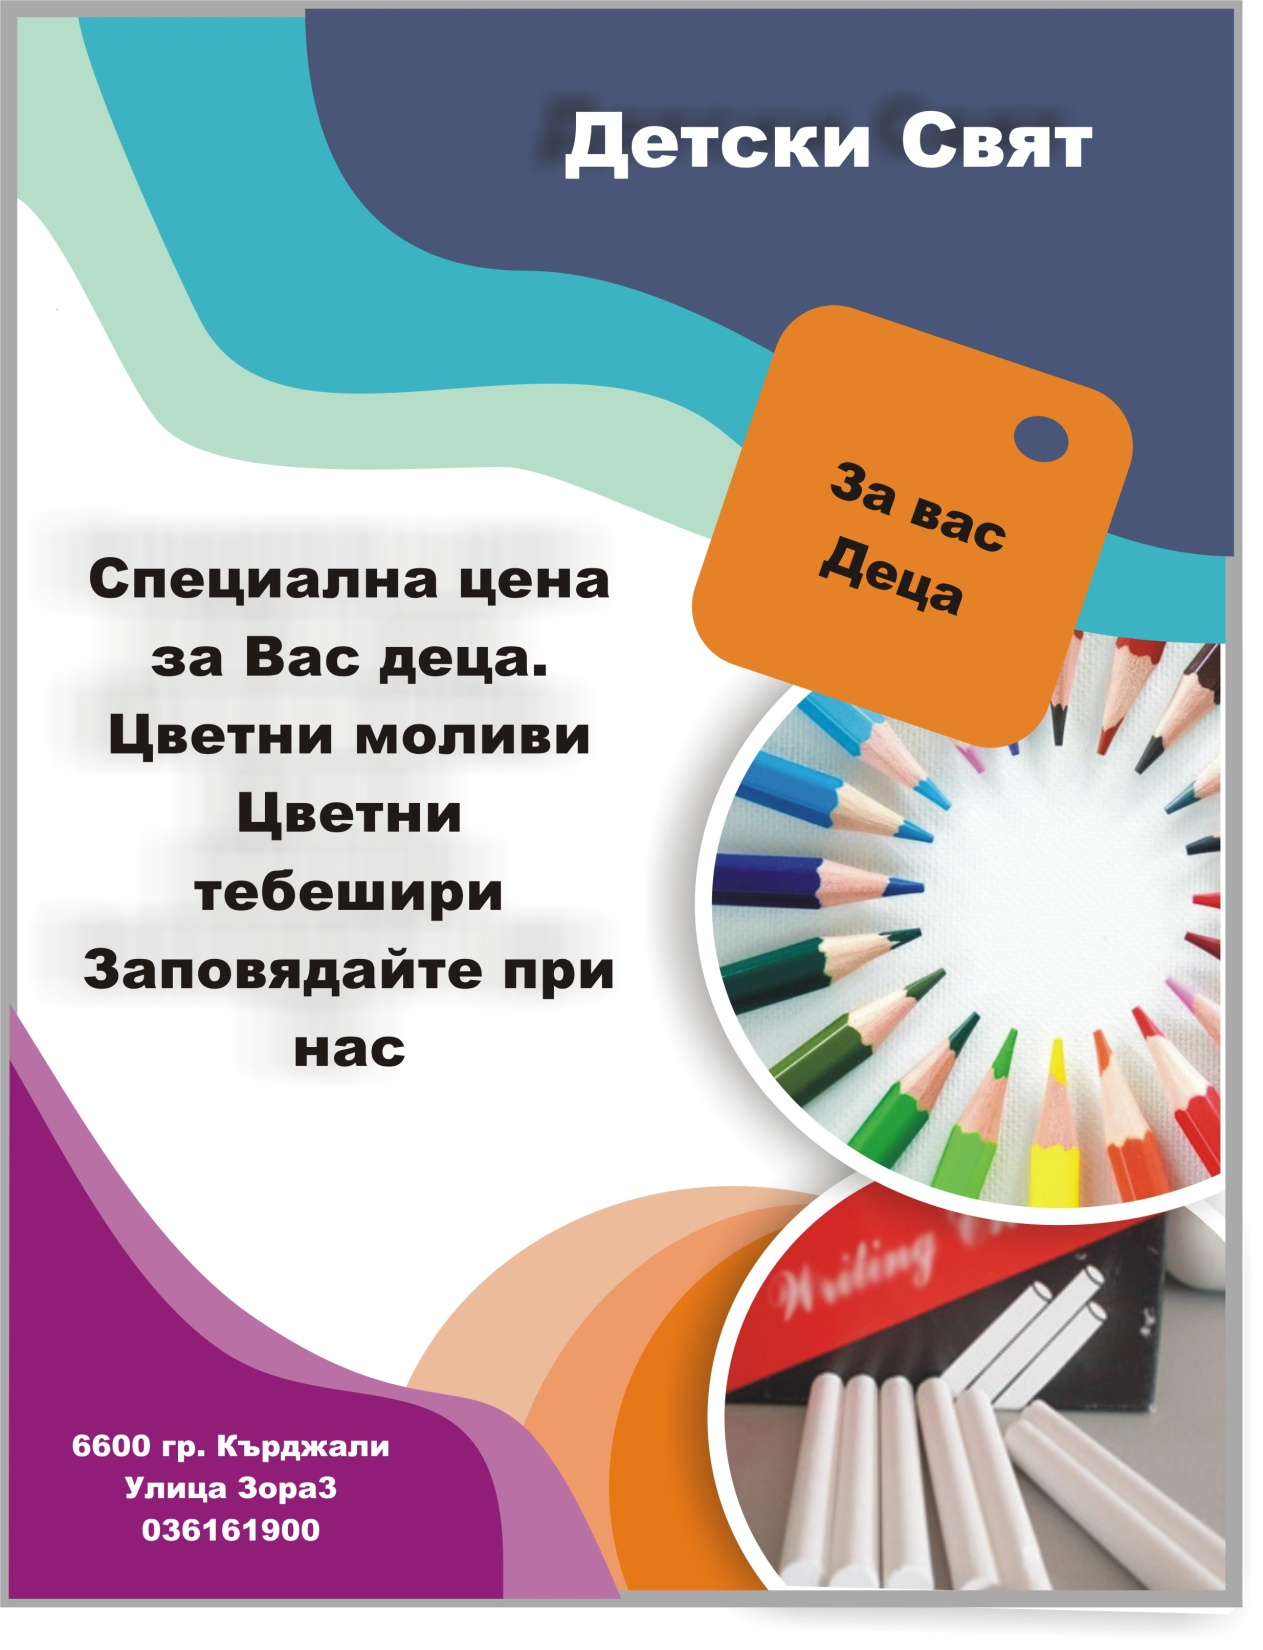 Детски Свят
За вас
Деца
Специална цена
за Вас деца.
Цветни моливи
Цветни
тебешири
Заповядайте при
нас
Writing
6600 гр. Кърджали
Улица Зора3
036161900